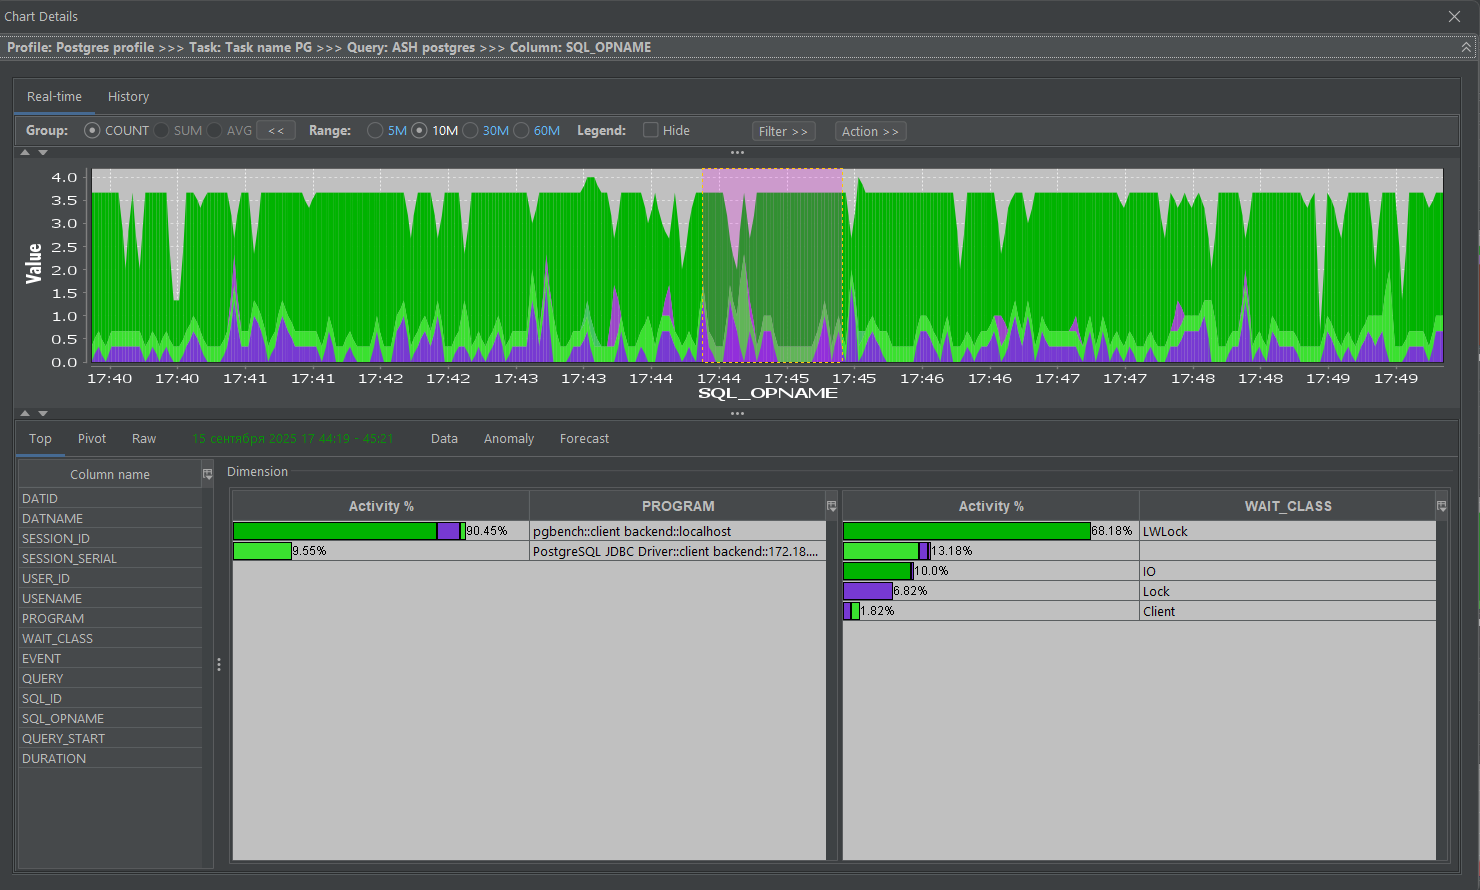 Chart Details
Profile: Postgres profile >>> Task: Task name PG >>> Query: ASH postgres >>> Column: SQL_OPNAME
Real-time History
Group: COUNT SUM AVG << Range: 5M 10M 30M 60M Legend: Hide Filter >> Action >>
Value
4.0
3.5
3.0
2.5
2.0
1.5
1.0
0.5
0.0
17:40 17:40 17:41 17:41 17:42 17:42 17:43 17:43 17:44 17:44 17:45 17:45 17:46 17:46 17:47 17:47 17:48 17:48 17:49 17:49
SQL_OPNAME
Top Pivot Raw 15 сентября 2025 17 44:19 - 45:21 Data Anomaly Forecast
Column name
DATID
DATNAME
SESSION_ID
SESSION_SERIAL
USER_ID
USENAME
PROGRAM
WAIT_CLASS
EVENT
QUERY
SQL_ID
SQL_OPNAME
QUERY_START
DURATION
Dimension
Activity % PROGRAM
90.45% pgbench::client backend::localhost
9.55% PostgreSQL JDBC Driver::client backend::172.18....
Activity % WAIT_CLASS
68.18% LWLock
13.18%
10.0% IO
6.82% Lock
1.82% Client